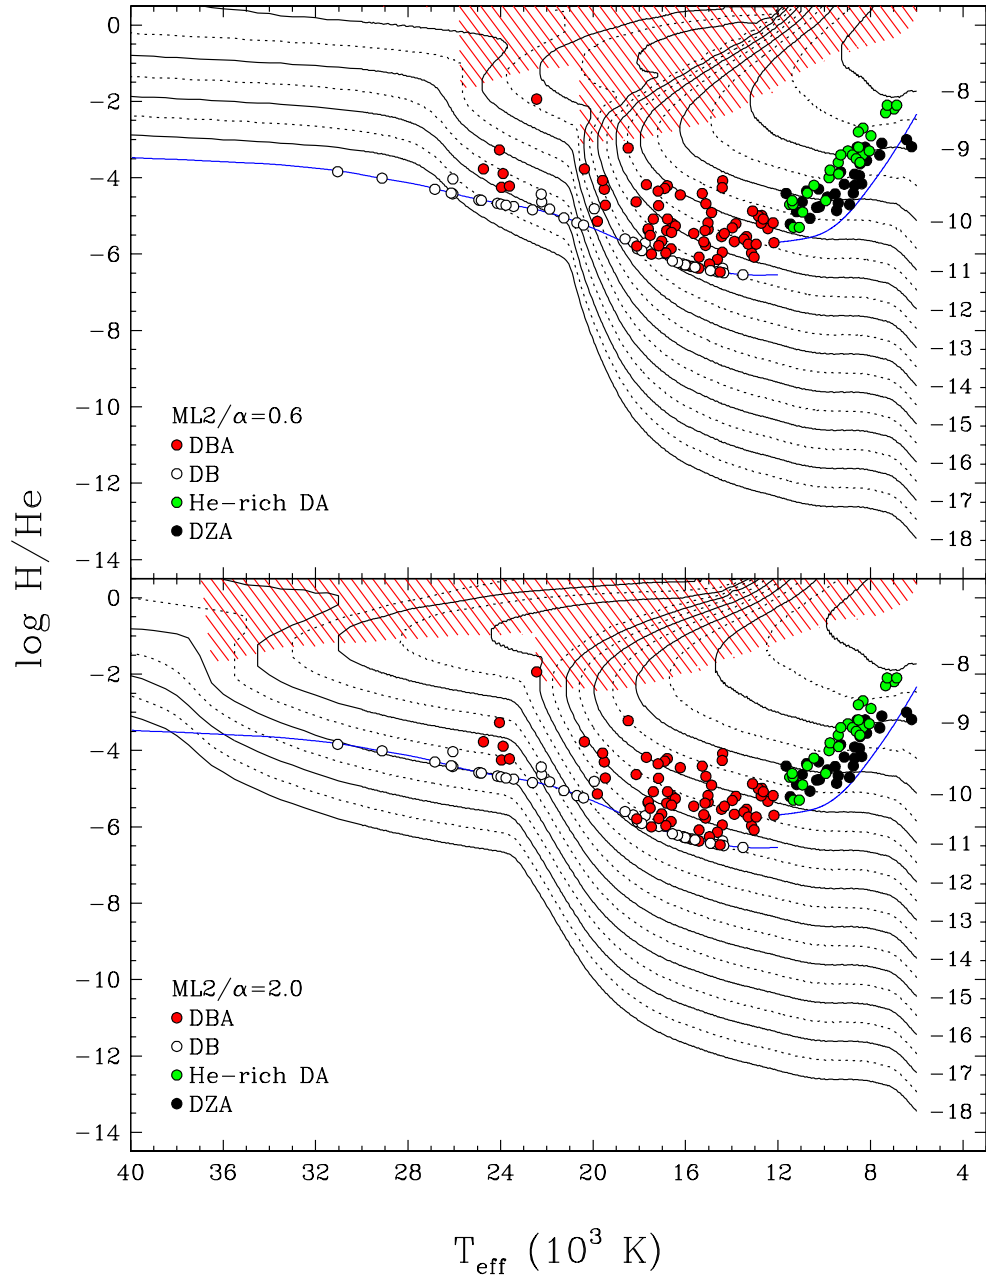 log H/He
0
−2
−4
−6
−8
−10
−12
−14
−8
−9
−10
−11
−12
−13
−14
−15
−16
−17
−18
ML2/α=0.6
DBA
DB
He−rich DA
DZA
0
−2
−4
−6
−8
−10
−12
−14
−8
−9
−10
−11
−12
−13
−14
−15
−16
−17
−18
ML2/α=2.0
DBA
DB
He−rich DA
DZA
40 36 32 28 24 20 16 12 8 4
T_eff (10³ K)